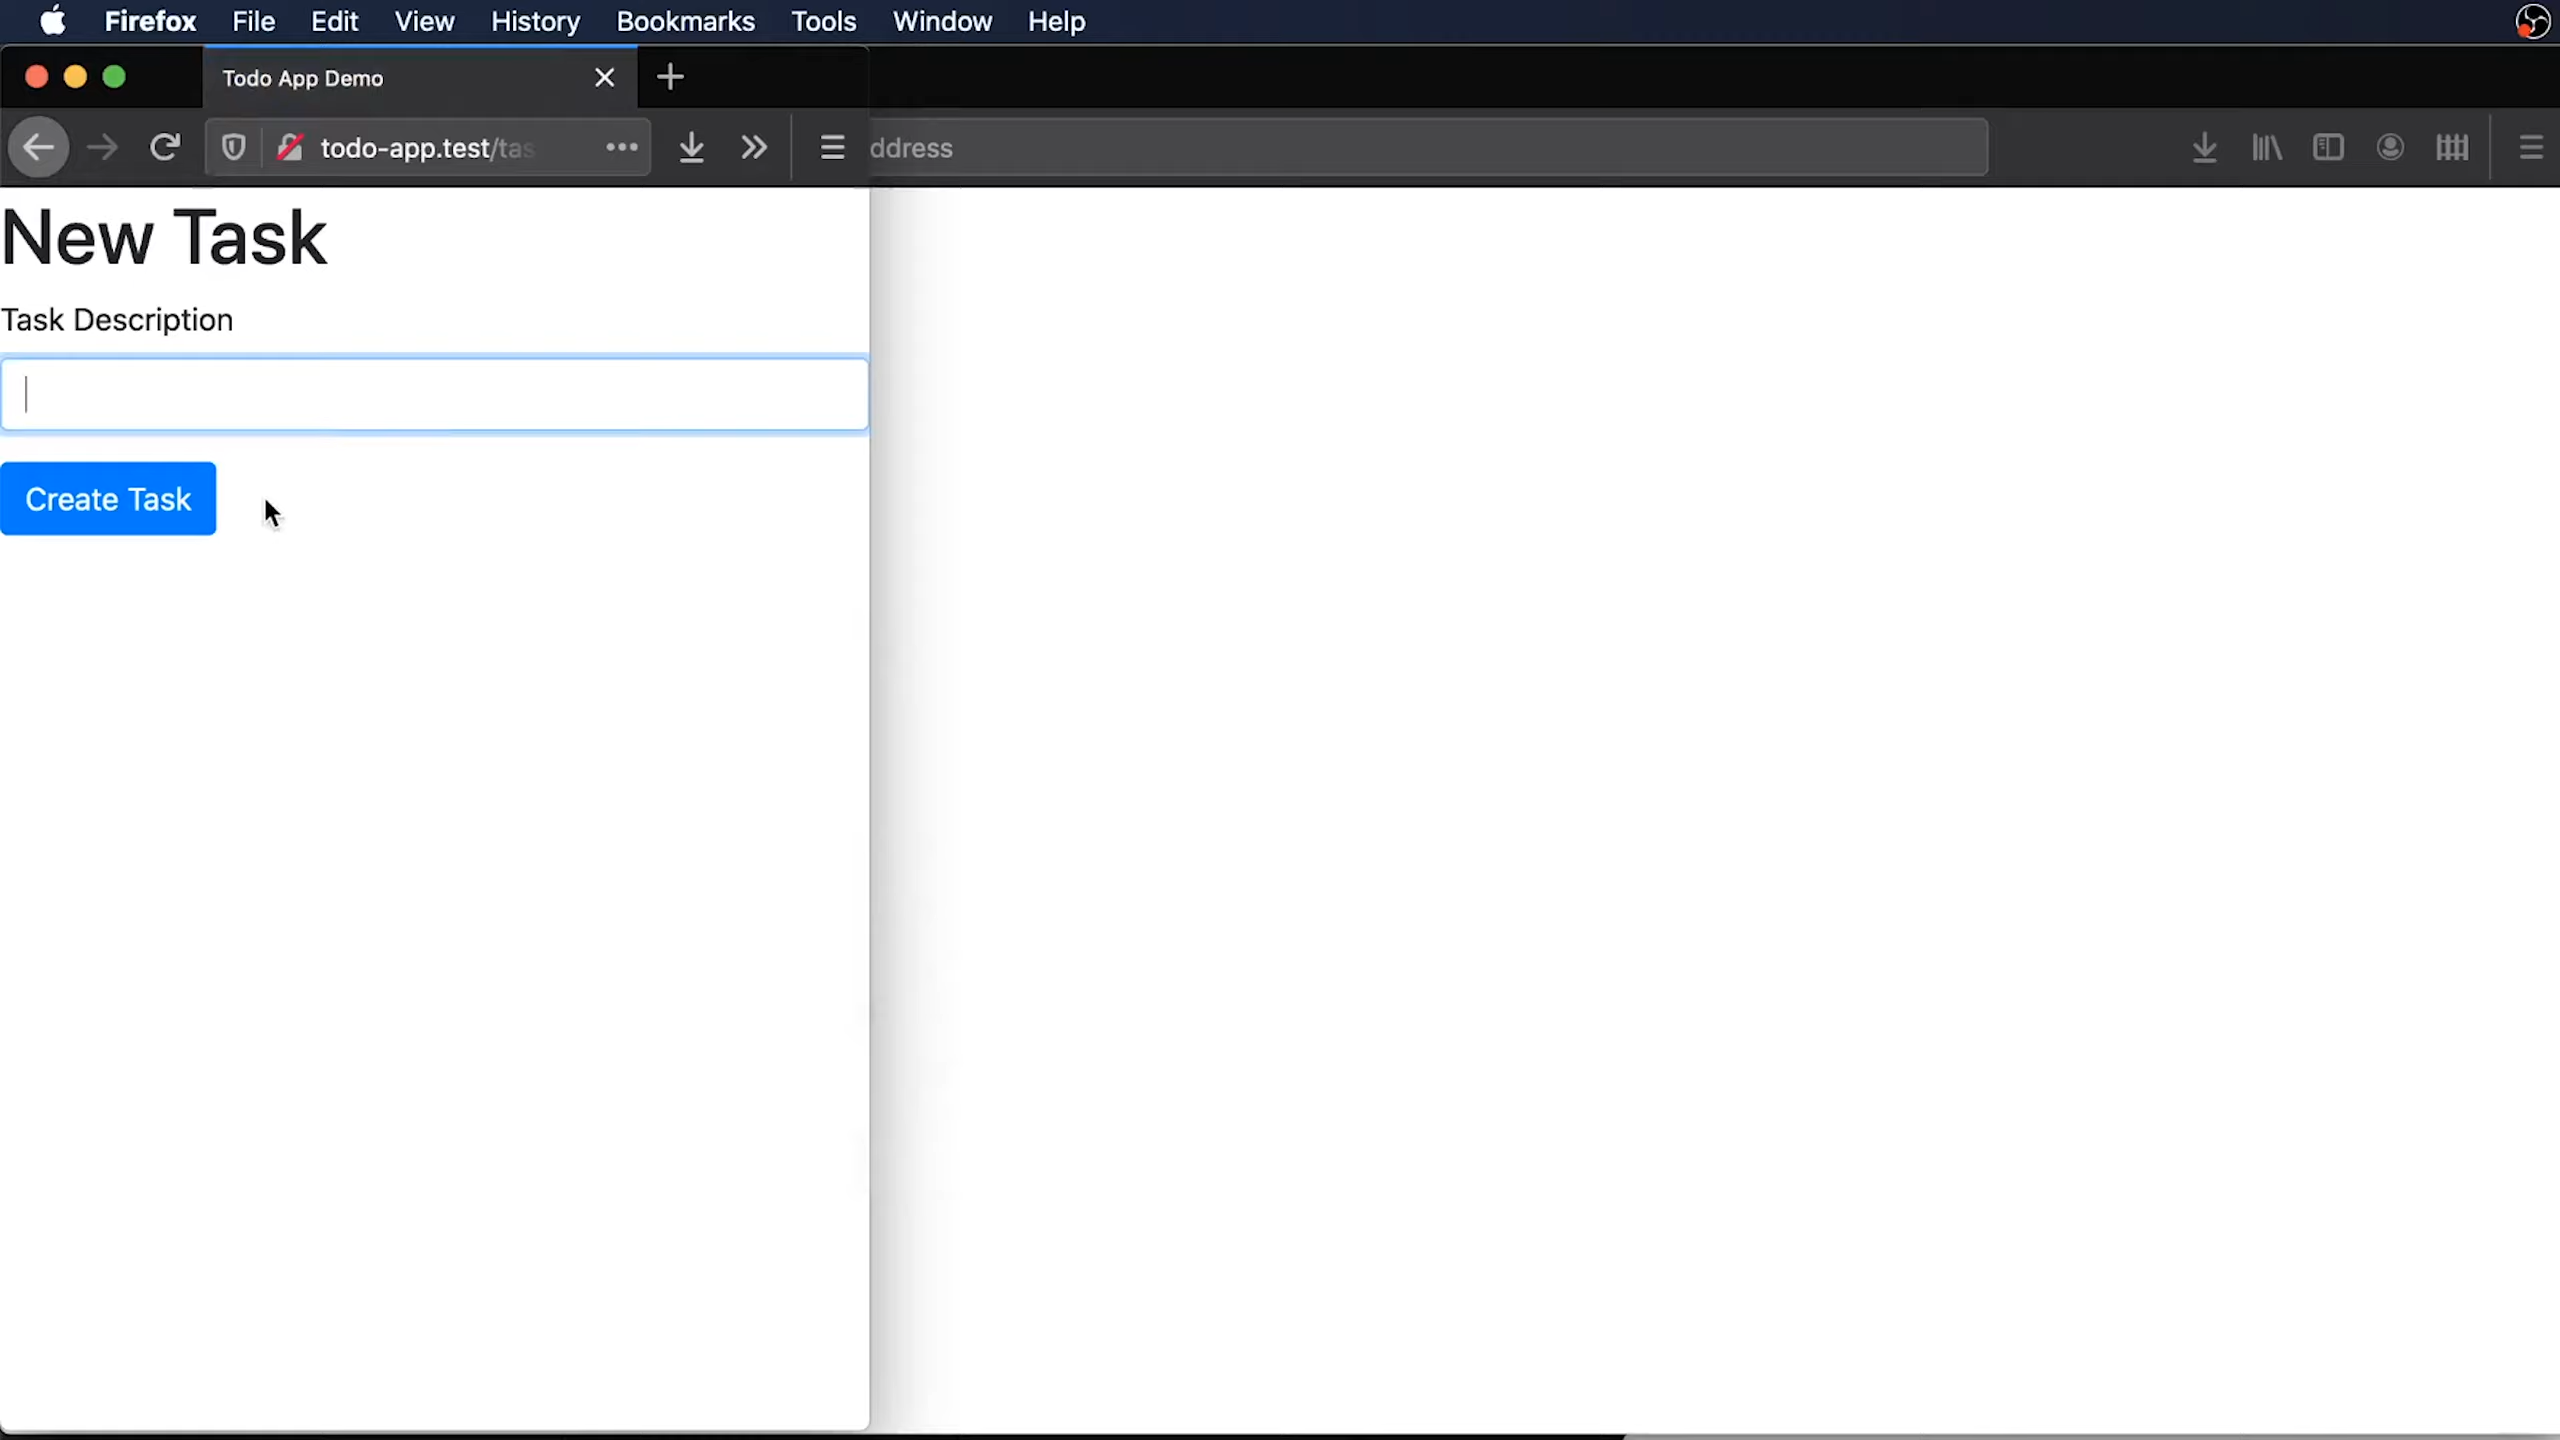 Firefox File Edit View History Bookmarks Tools Window Help
Todo App Demo
todo-app.test/tas
ddress
New Task
Task Description
Create Task